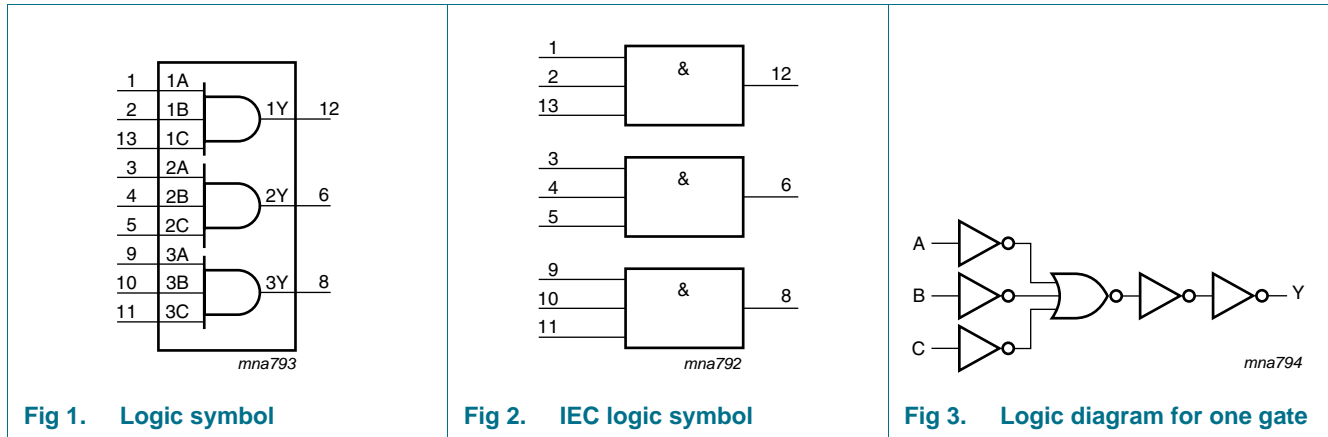 1 1A
2 1B
13 1C
1Y 12
3 2A
4 2B
5 2C
2Y 6
9 3A
10 3B
11 3C
3Y 8
mna793
Fig 1. Logic symbol
1
2
13
&
12
3
4
5
&
6
9
10
11
&
8
mna792
Fig 2. IEC logic symbol
A
B
C
Y
mna794
Fig 3. Logic diagram for one gate